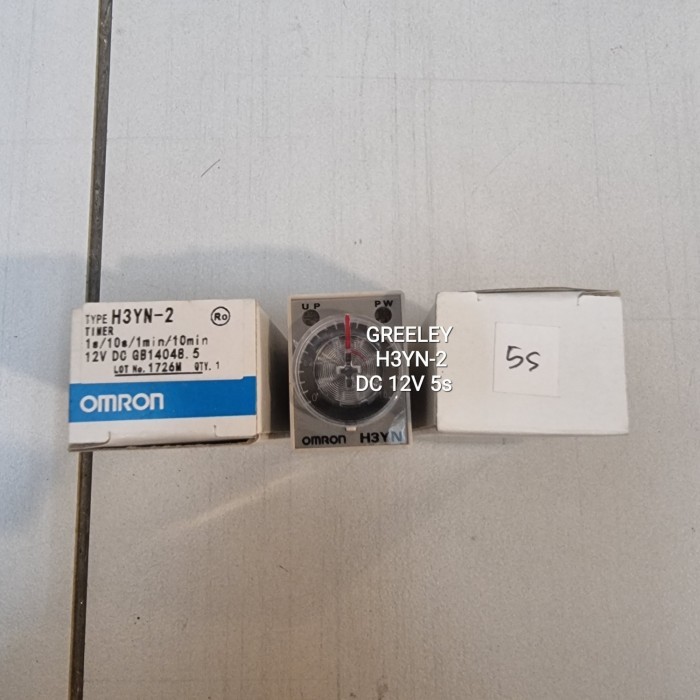 TYPE H3YN-2
Ro
TIMER
1s/10s/1min/10min
12V DC GB14048.5
LOT No. 1726M QTY. 1
OMRON
UP
PW
GREELEY
H3YN-2
DC 12V 5s
OMRON H3YN
5s